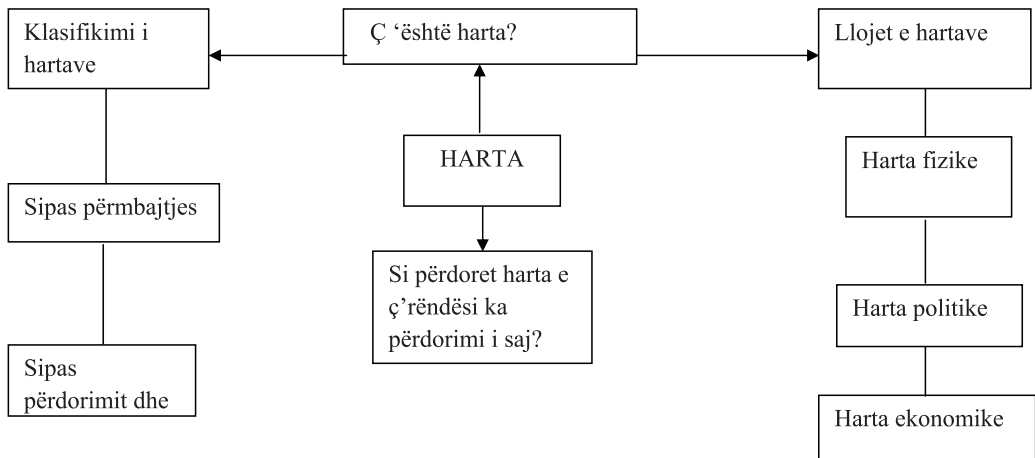 Klasifikimi i
hartave
Ç ‘është harta?
Llojet e hartave
HARTA
Harta fizike
Sipas përmbajtjes
Si përdoret harta e
ç’rëndësi ka
përdorimi i saj?
Harta politike
Sipas
përdorimit dhe
Harta ekonomike